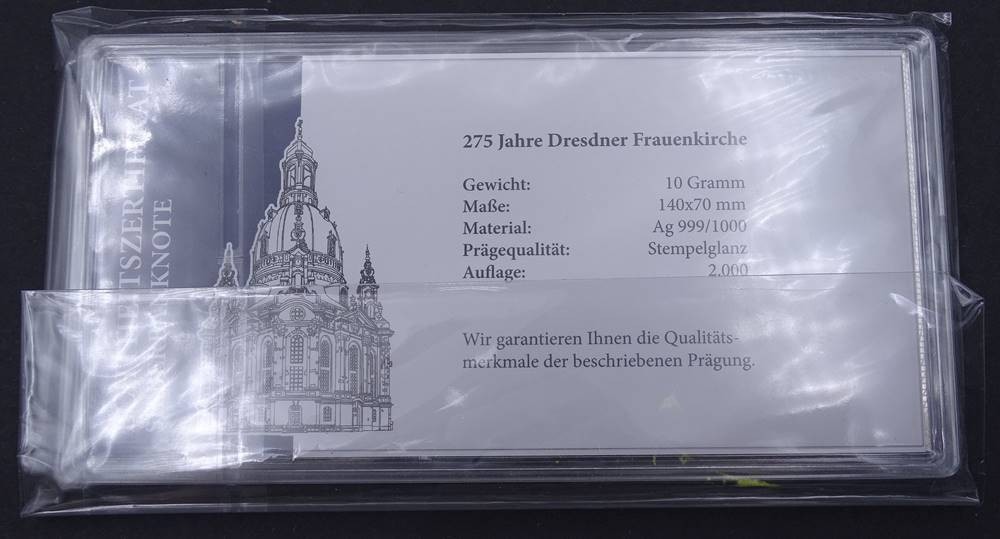 275 Jahre Dresdner Frauenkirche
Gewicht: 10 Gramm
Maße: 140x70 mm
Material: Ag 999/1000
Prägequalität: Stempelglanz
Auflage: 2.000
Wir garantieren Ihnen die Qualitäts-
merkmale der beschriebenen Prägung.